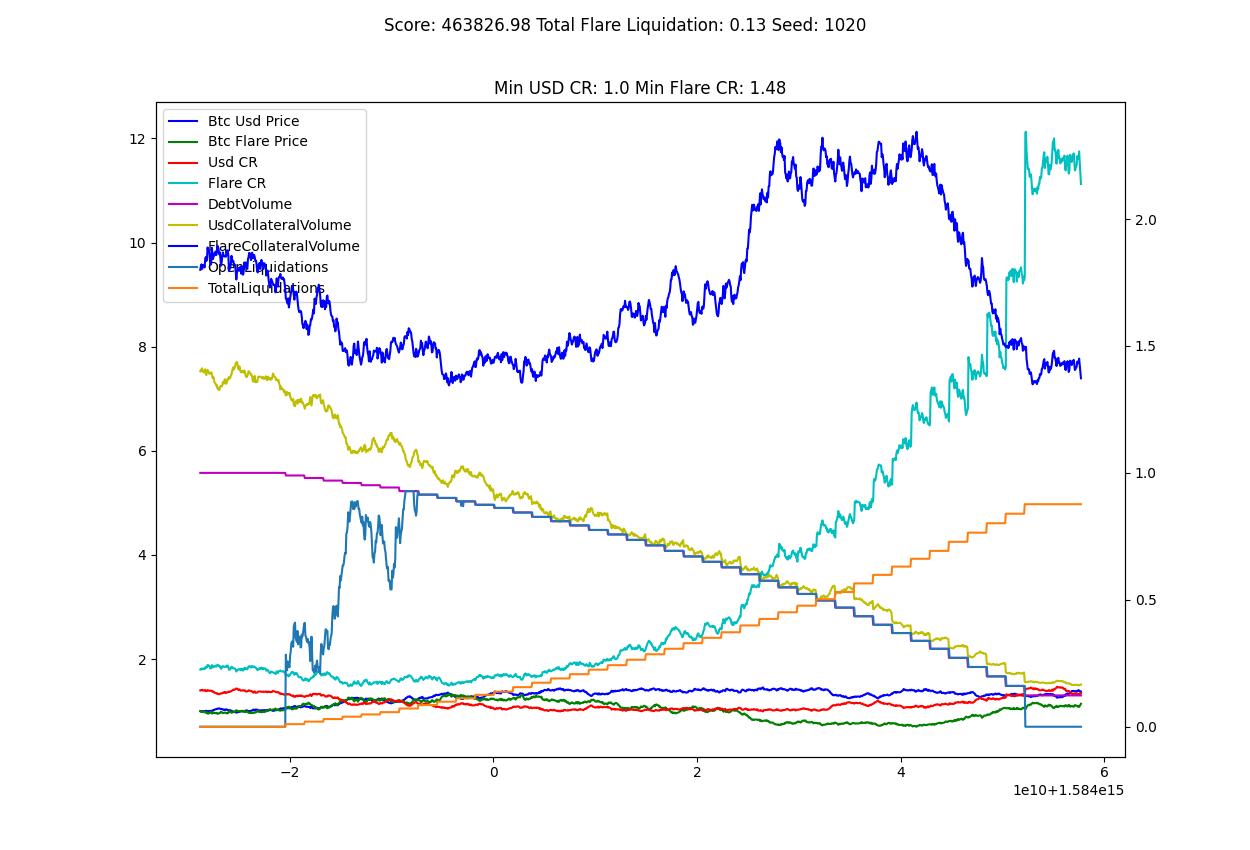 Score: 463826.98 Total Flare Liquidation: 0.13 Seed: 1020
Min USD CR: 1.0 Min Flare CR: 1.48
Btc Usd Price
Btc Flare Price
Usd CR
Flare CR
DebtVolume
UsdCollateralVolume
FlareCollateralVolume
OpenLiquidations
TotalLiquidations
12
10
8
6
4
2
2.0
1.5
1.0
0.5
0.0
−2 0 2 4 6
1e10+1.584e15